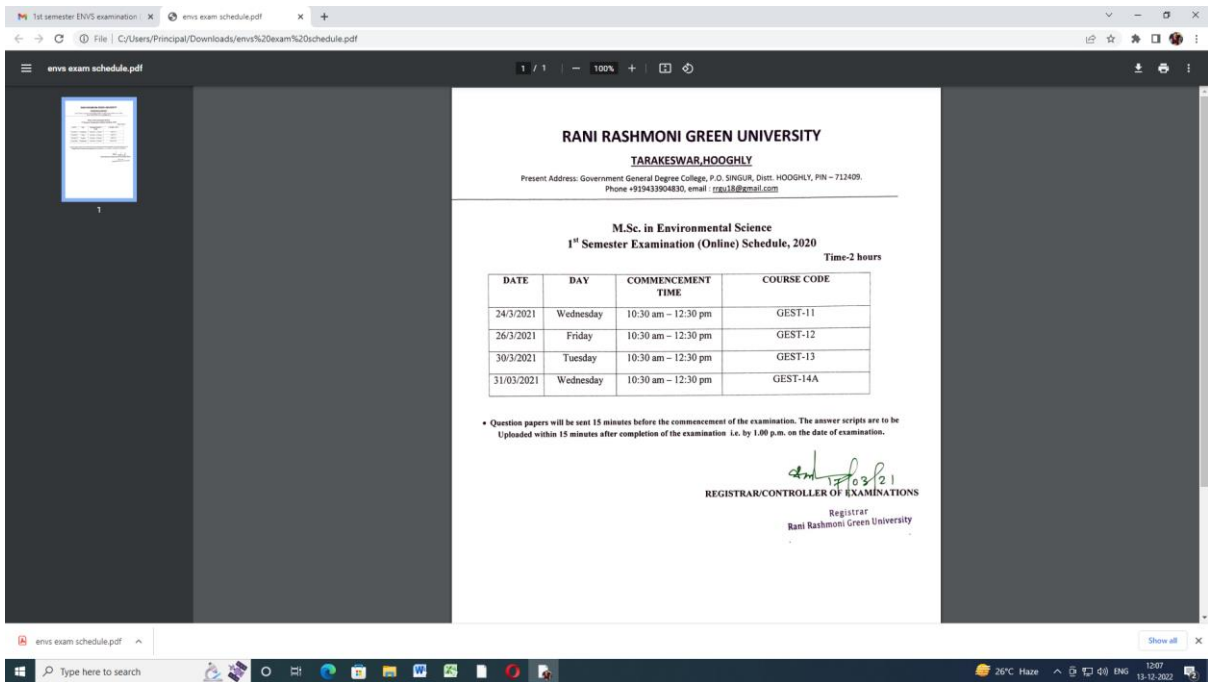 1st semester ENVS examination
envs exam schedule.pdf
File | C:/Users/Principal/Downloads/envs%20exam%20schedule.pdf
envs exam schedule.pdf
1 / 1
100%
1
RANI RASHMONI GREEN UNIVERSITY
TARAKESWAR,HOOGHLY
Present Address: Government General Degree College, P.O. SINGUR, Distt. HOOGHLY, PIN – 712409.
Phone +919433904830, email : rrgu18@gmail.com
M.Sc. in Environmental Science
1st Semester Examination (Online) Schedule, 2020
Time-2 hours
DATE DAY COMMENCEMENT TIME COURSE CODE
24/3/2021 Wednesday 10:30 am – 12:30 pm GEST-11
26/3/2021 Friday 10:30 am – 12:30 pm GEST-12
30/3/2021 Tuesday 10:30 am – 12:30 pm GEST-13
31/03/2021 Wednesday 10:30 am – 12:30 pm GEST-14A
• Question papers will be sent 15 minutes before the commencement of the examination. The answer scripts are to be
Uploaded within 15 minutes after completion of the examination i.e. by 1.00 p.m. on the date of examination.
17/03/21
REGISTRAR/CONTROLLER OF EXAMINATIONS
Registrar
Rani Rashmoni Green University
envs exam schedule.pdf
Show all
Type here to search
26°C Haze
ENG
12:07
13-12-2022